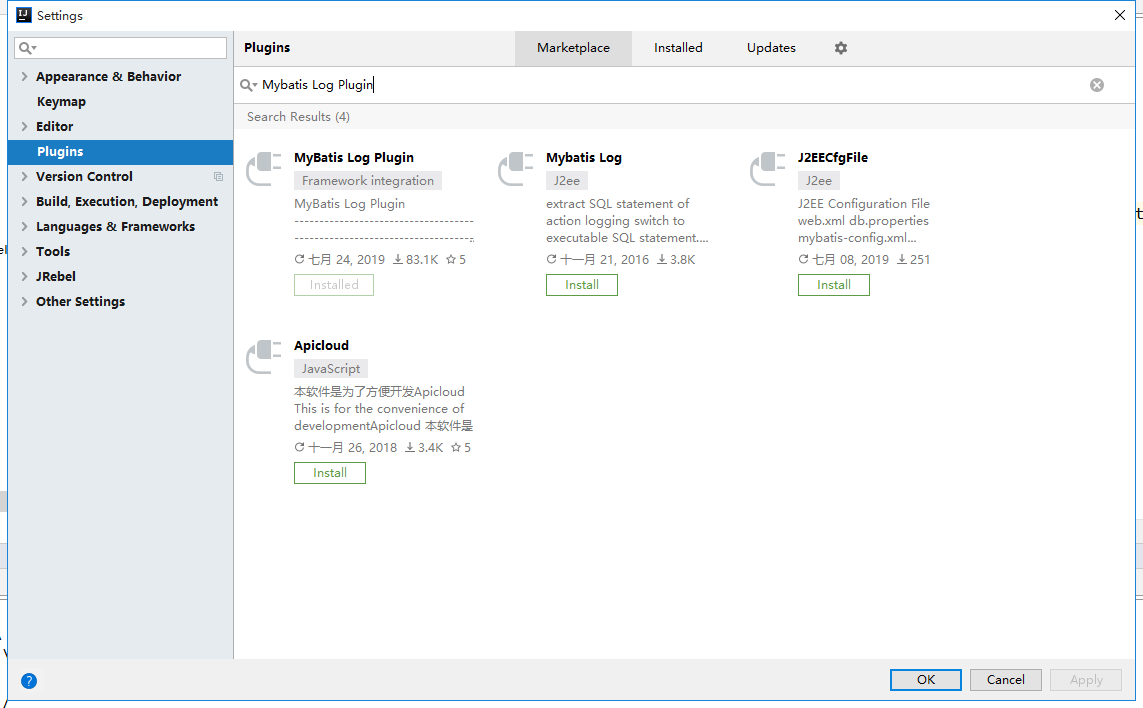 Settings
Plugins
Marketplace
Installed
Updates
Appearance & Behavior
Keymap
Editor
Plugins
Version Control
Build, Execution, Deployment
Languages & Frameworks
Tools
JRebel
Other Settings
Mybatis Log Plugin
Search Results (4)
MyBatis Log Plugin
Framework integration
MyBatis Log Plugin
七月 24, 2019 83.1K 5
Installed
Mybatis Log
J2ee
extract SQL statement of
action logging switch to
executable SQL statement....
十一月 21, 2016 3.8K
Install
J2EECfgFile
J2ee
J2EE Configuration File
web.xml db.properties
mybatis-config.xml...
七月 08, 2019 251
Install
Apicloud
JavaScript
本软件是为了方便开发Apicloud
This is for the convenience of
developmentApicloud 本软件是
十一月 26, 2018 3.4K 5
Install
?
OK
Cancel
Apply